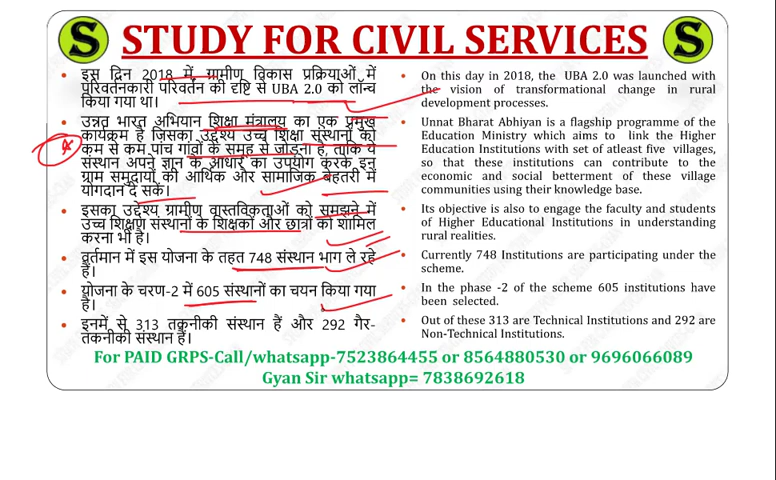 S STUDY FOR CIVIL SERVICES S
इस दिन 2018 में ग्रामीण विकास प्रक्रियाओं में
परिवर्तनकारी परिवर्तन की दृष्टि से UBA 2.0 को लॉन्च
किया गया था।
उन्नत भारत अभियान शिक्षा मंत्रालय का एक प्रमुख
कार्यक्रम है जिसका उद्देश्य उच्च शिक्षा संस्थानों को
कम से कम पांच गांवों के समूह से जोड़ना है, ताकि ये
संस्थान अपने ज्ञान के आधार का उपयोग करके इन
ग्राम समुदायों की आर्थिक और सामाजिक बेहतरी में
योगदान दे सकें।
इसका उद्देश्य ग्रामीण वास्तविकताओं को समझने में
उच्च शिक्षण संस्थानों के शिक्षकों और छात्रों को शामिल
करना भी है।
वर्तमान में इस योजना के तहत 748 संस्थान भाग ले रहे
हैं।
योजना के चरण-2 में 605 संस्थानों का चयन किया गया
है।
इनमें से 313 तकनीकी संस्थान हैं और 292 गैर-
तकनीकी संस्थान हैं।
On this day in 2018, the UBA 2.0 was launched with
the vision of transformational change in rural
development processes.
Unnat Bharat Abhiyan is a flagship programme of the
Education Ministry which aims to link the Higher
Education Institutions with set of atleast five villages,
so that these institutions can contribute to the
economic and social betterment of these village
communities using their knowledge base.
Its objective is also to engage the faculty and students
of Higher Educational Institutions in understanding
rural realities.
Currently 748 Institutions are participating under the
scheme.
In the phase -2 of the scheme 605 institutions have
been selected.
Out of these 313 are Technical Institutions and 292 are
Non-Technical Institutions.
For PAID GRPS-Call/whatsapp-7523864455 or 8564880530 or 9696066089
Gyan Sir whatsapp= 7838692618